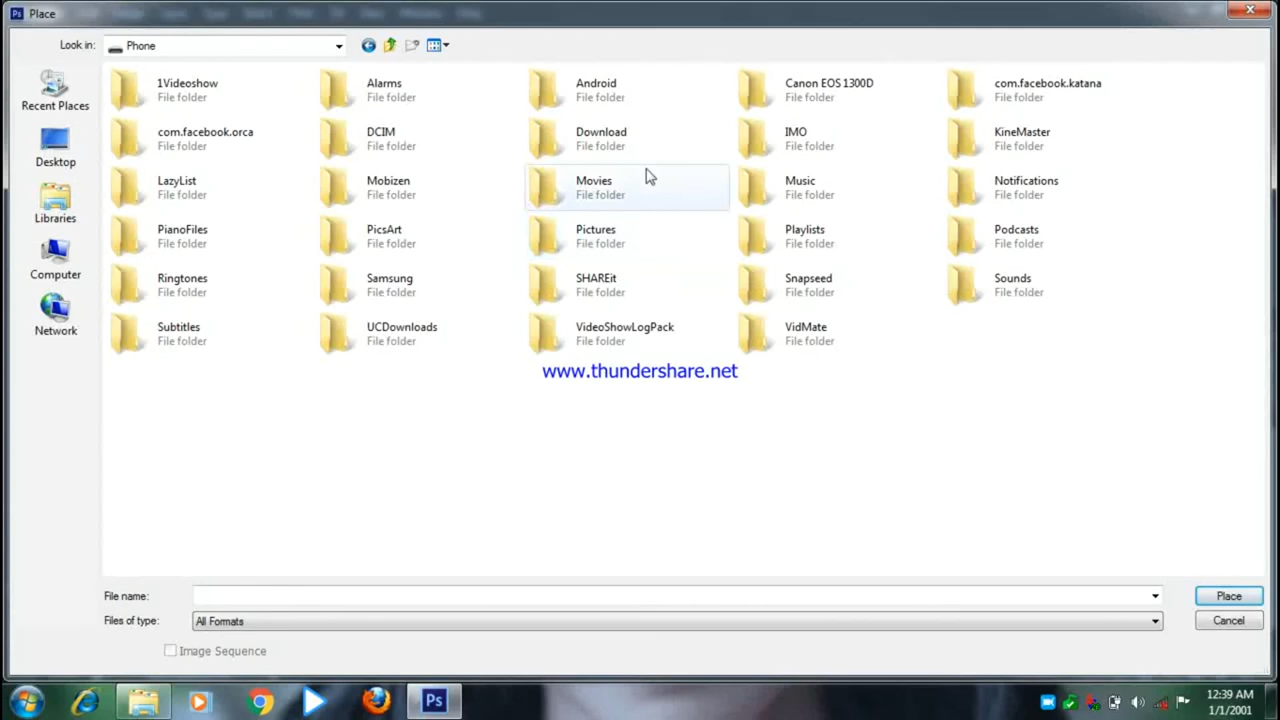 Place
Look in:
Phone
Recent Places
Desktop
Libraries
Computer
Network
1Videoshow
File folder
Alarms
File folder
Android
File folder
Canon EOS 1300D
File folder
com.facebook.katana
File folder
com.facebook.orca
File folder
DCIM
File folder
Download
File folder
IMO
File folder
KineMaster
File folder
LazyList
File folder
Mobizen
File folder
Movies
File folder
Music
File folder
Notifications
File folder
PianoFiles
File folder
PicsArt
File folder
Pictures
File folder
Playlists
File folder
Podcasts
File folder
Ringtones
File folder
Samsung
File folder
SHAREit
File folder
Snapseed
File folder
Sounds
File folder
Subtitles
File folder
UCDownloads
File folder
VideoShowLogPack
File folder
VidMate
File folder
www.thundershare.net
File name:
Place
Files of type:
All Formats
Cancel
Image Sequence
Ps
12:39 AM
1/1/2001